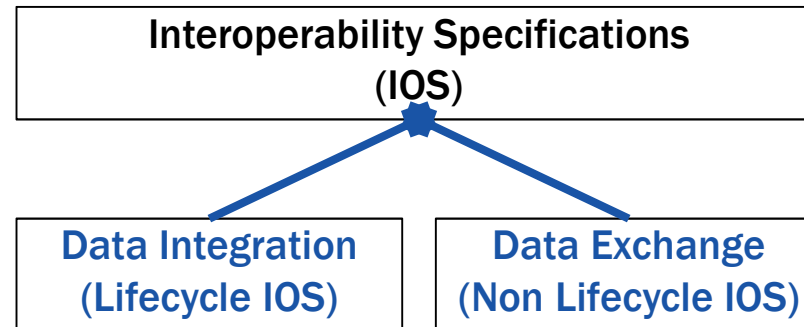 Interoperability Specifications
(IOS)
Data Integration
(Lifecycle IOS)
Data Exchange
(Non Lifecycle IOS)